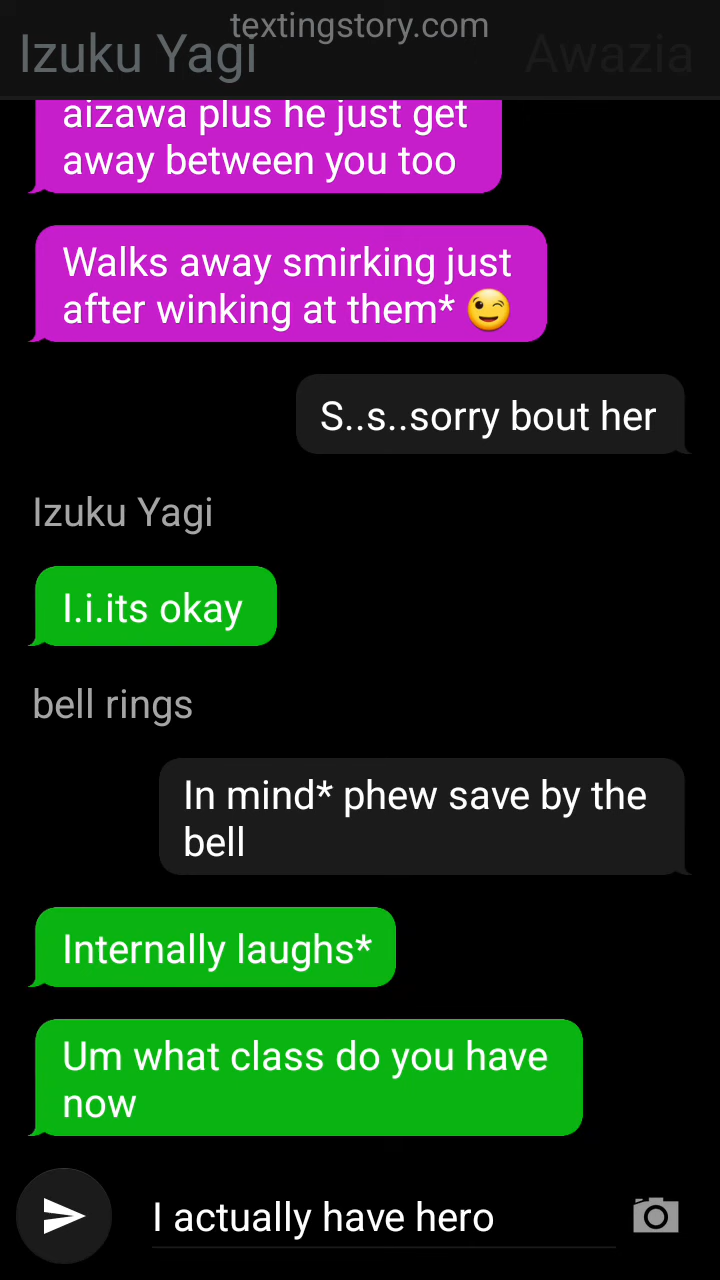 textingstory.com
Izuku Yagi
Awazia
aizawa plus he just get
away between you too
Walks away smirking just
after winking at them* 😉
S..s..sorry bout her
Izuku Yagi
I.i.its okay
bell rings
In mind* phew save by the
bell
Internally laughs*
Um what class do you have
now
I actually have hero